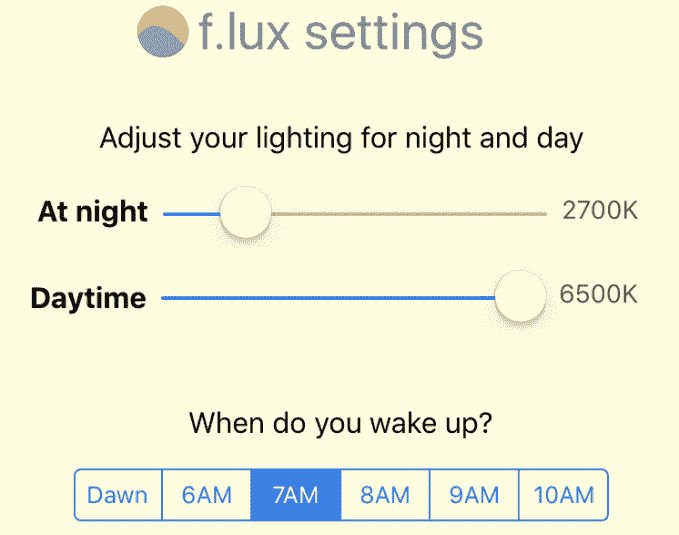 f.lux settings
Adjust your lighting for night and day
At night 2700K
Daytime 6500K
When do you wake up?
Dawn 6AM 7AM 8AM 9AM 10AM